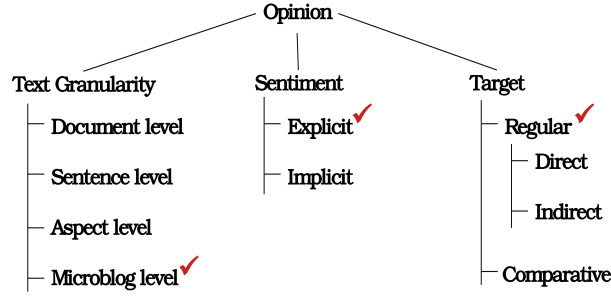 Opinion
Text Granularity
Document level
Sentence level
Aspect level
Microblog level
Sentiment
Explicit
Implicit
Target
Regular
Direct
Indirect
Comparative